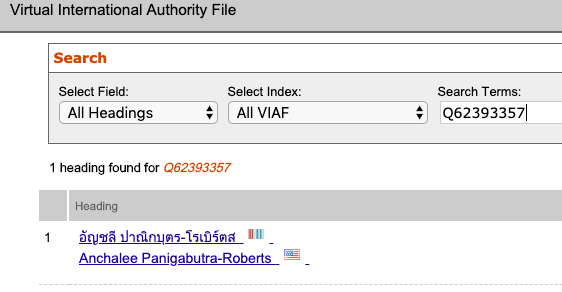 Virtual International Authority File
Search
Select Field: Select Index: Search Terms:
All Headings All VIAF Q62393357
1 heading found for Q62393357
Heading
1 อัญชลี ปาณิกบุตร-โรเบิร์ตส
Anchalee Panigabutra-Roberts